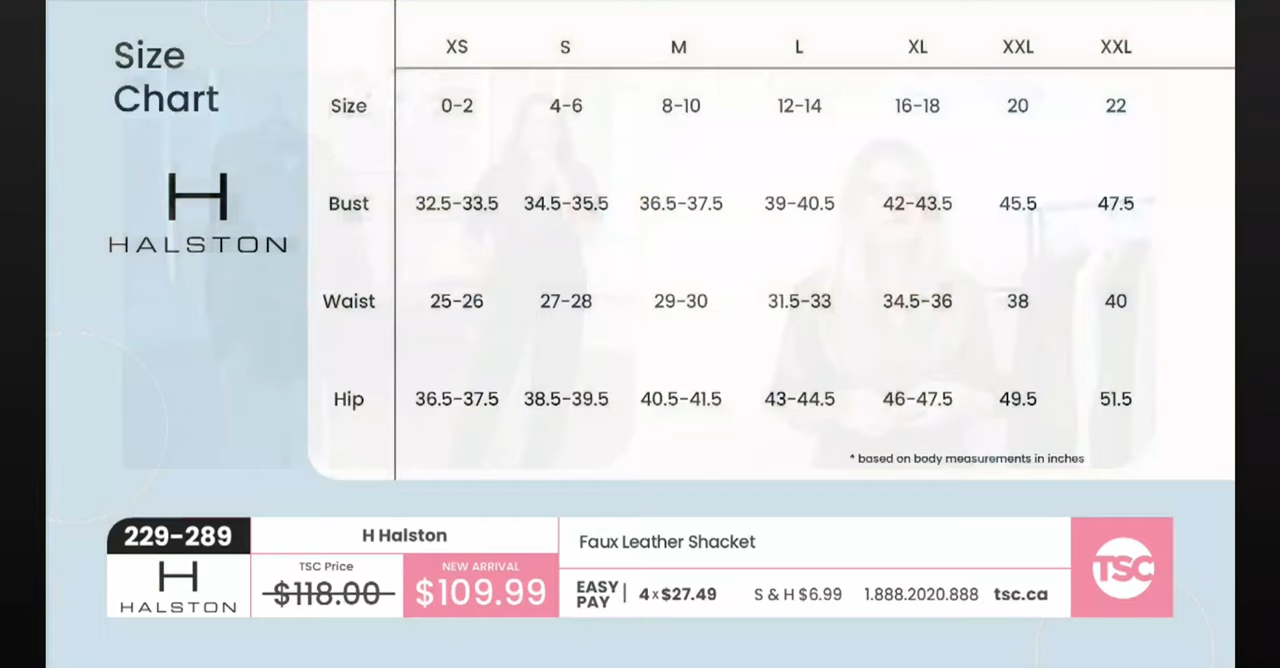 Size
Chart
H
HALSTON
XS S M L XL XXL XXL
Size 0-2 4-6 8-10 12-14 16-18 20 22
Bust 32.5-33.5 34.5-35.5 36.5-37.5 39-40.5 42-43.5 45.5 47.5
Waist 25-26 27-28 29-30 31.5-33 34.5-36 38 40
Hip 36.5-37.5 38.5-39.5 40.5-41.5 43-44.5 46-47.5 49.5 51.5
* based on body measurements in inches
229-289
H
HALSTON
H Halston
TSC Price
$118.00
NEW ARRIVAL
$109.99
Faux Leather Shacket
EASY
PAY | 4x$27.49 S & H $6.99 1.888.2020.888 tsc.ca
TSC